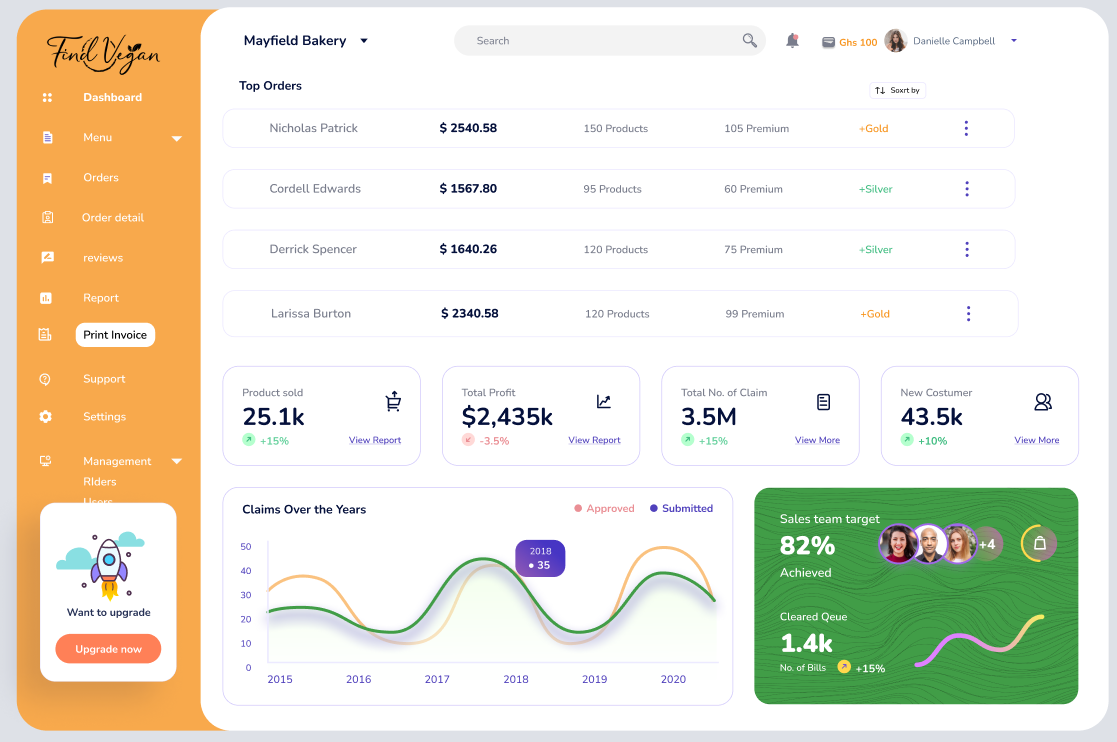 Find Vegan
Dashboard
Menu
Orders
Order detail
reviews
Report
Print Invoice
Support
Settings
Management
RIders
Users
Want to upgrade
Upgrade now
Mayfield Bakery
Search
Ghs 100
Danielle Campbell
Top Orders
Soxrt by
Nicholas Patrick $ 2540.58 150 Products 105 Premium +Gold
Cordell Edwards $ 1567.80 95 Products 60 Premium +Silver
Derrick Spencer $ 1640.26 120 Products 75 Premium +Silver
Larissa Burton $ 2340.58 120 Products 99 Premium +Gold
Product sold
25.1k
+15% View Report
Total Profit
$2,435k
-3.5% View Report
Total No. of Claim
3.5M
+15% View More
New Costumer
43.5k
+10% View More
Claims Over the Years
Approved Submitted
50
40
30
20
10
0
2018
35
2015 2016 2017 2018 2019 2020
Sales team target
82%
Achieved
+4
Cleared Qeue
1.4k
No. of Bills +15%